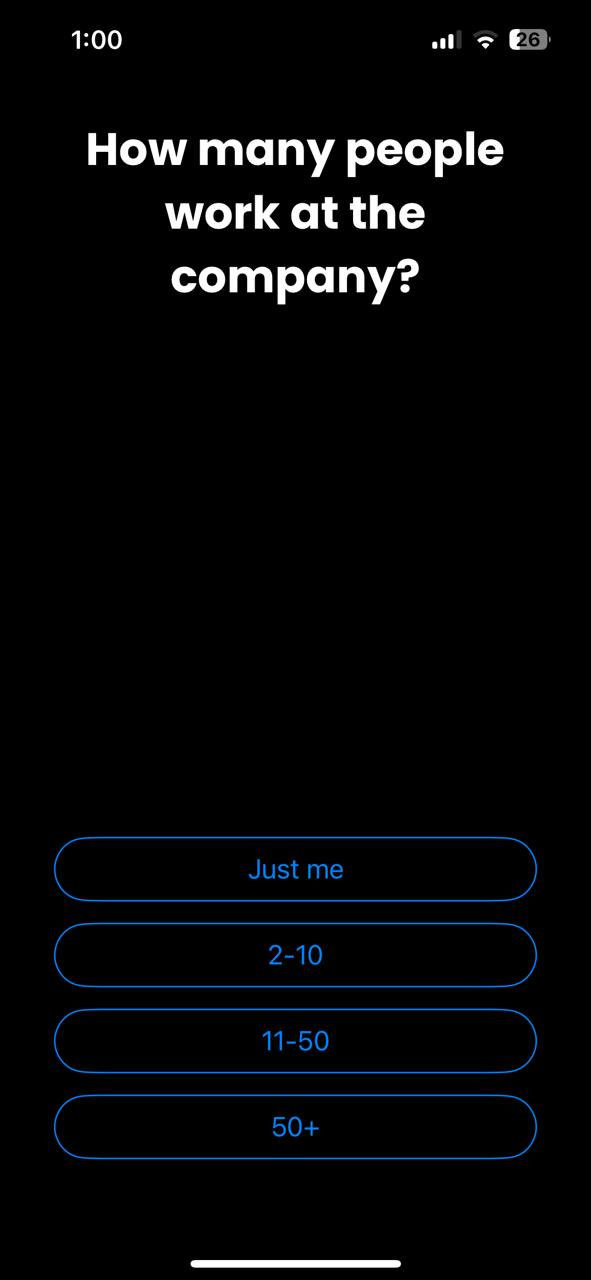 1:00
26
How many people
work at the
company?
Just me
2-10
11-50
50+